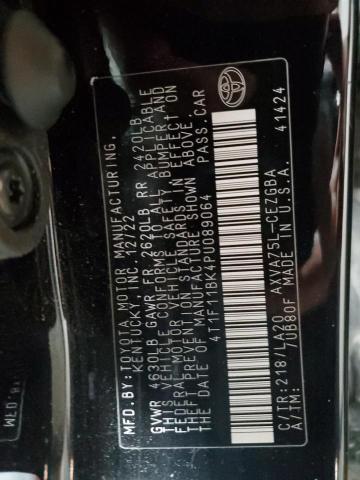 MFD.BY: TOYOTA MOTOR MANUFACTURING,
KENTUCKY, INC. 12/22
GVWR 4630LB GAWR FR 2620LB RR 2420LB
THIS VEHICLE CONFORMS TO ALL APPLICABLE
FEDERAL MOTOR VEHICLE SAFETY, BUMPER, AND
THEFT PREVENTION STANDARDS IN EFFECT ON
THE DATE OF MANUFACTURE SHOWN ABOVE.
4T1F11BK4PU089064 PASS. CAR
C/TR: 218/LA20 AXVA75L-CEZGBA
A/TM: /UB80F MADE IN U.S.A. 41424